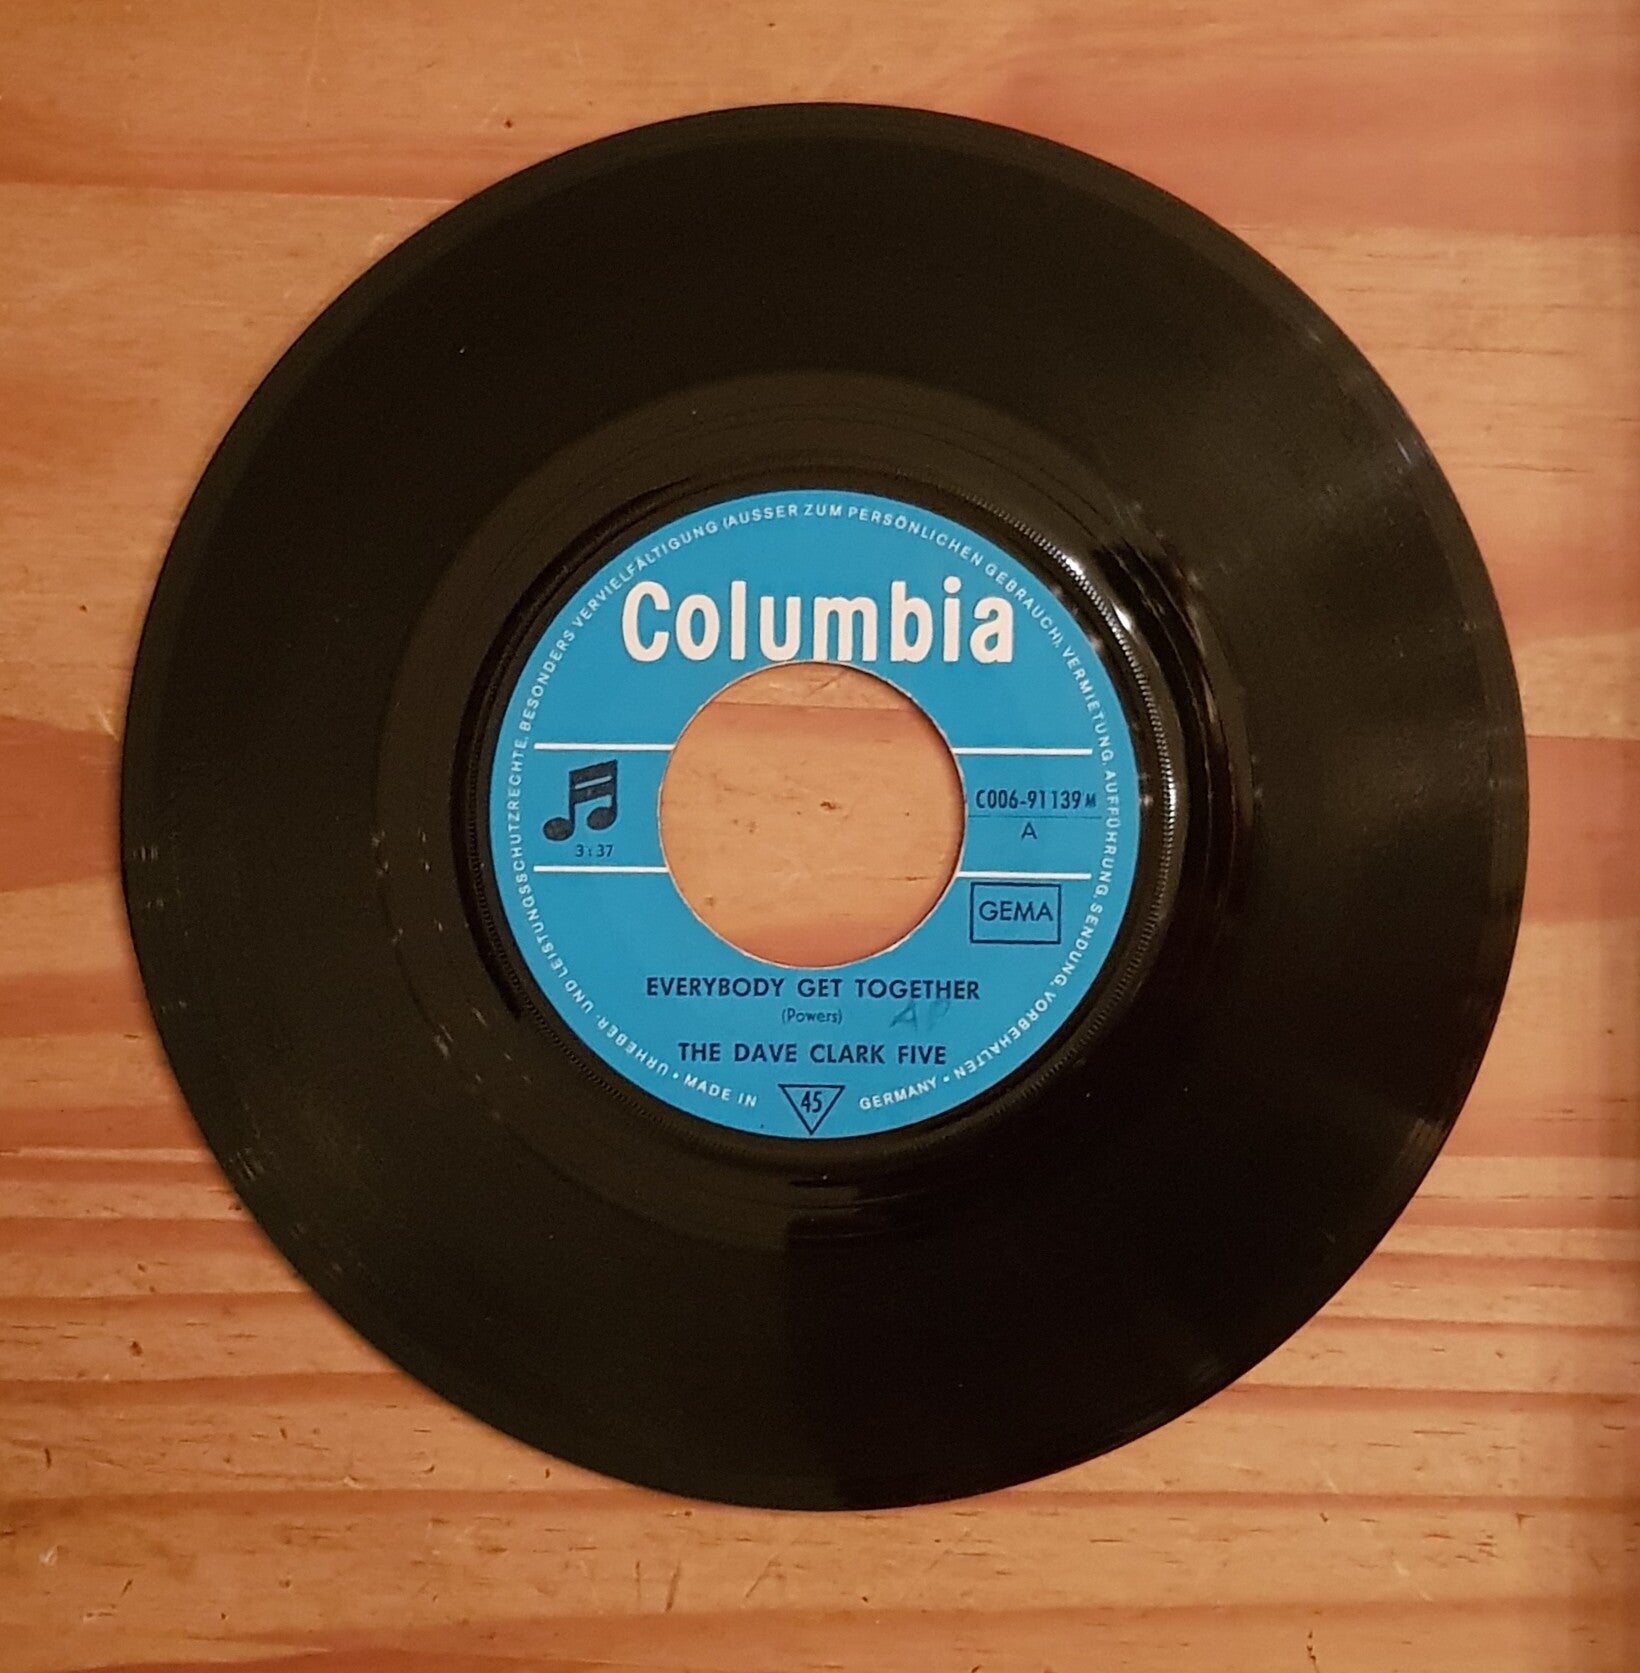 URHEBER- UND LEISTUNGSSCHUTZRECHTE, BESONDERS VERVIELFÄLTIGUNG (AUSSER ZUM PERSÖNLICHEN GEBRAUCH), VERMIETUNG, AUFFÜHRUNG, SENDUNG, VORBEHALTEN •
Columbia
C006-91139 M
A
3:37
GEMA
EVERYBODY GET TOGETHER
(Powers)
AP
THE DAVE CLARK FIVE
• MADE IN 45 GERMANY •